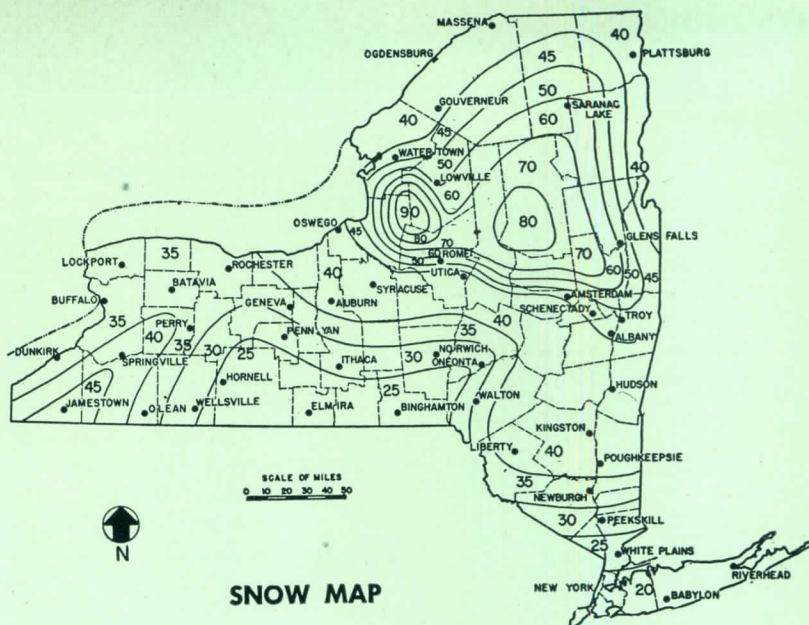 MASSENA
40
PLATTSBURG
OGDENSBURG
45
50
GOUVERNEUR
SARANAC
LAKE
40
60
45
WATERTOWN
50
70
40
LOWVILLE
60
90
80
OSWEGO
45
80
70
GLENS FALLS
35
LOCKPORT
ROCHESTER
60
ROME
50
70
60
50
45
UTICA
40
BATAVIA
SYRACUSE
BUFFALO
GENEVA
AUBURN
AMSTERDAM
SCHENECTADY
TROY
35
PERRY
40
35
PENN YAN
35
40
ALBANY
DUNKIRK
30
25
30
NORWICH
SPRINGVILLE
ITHACA
ONEONTA
HORNELL
45
25
WALTON
HUDSON
JAMESTOWN
OLEAN
WELLSVILLE
ELMIRA
BINGHAMTON
KINGSTON
LIBERTY
40
POUGHKEEPSIE
SCALE OF MILES
0 10 20 30 40 50
35
NEWBURGH
30
PEEKSKILL
N
25
WHITE PLAINS
SNOW MAP
NEW YORK
20
RIVERHEAD
BABYLON